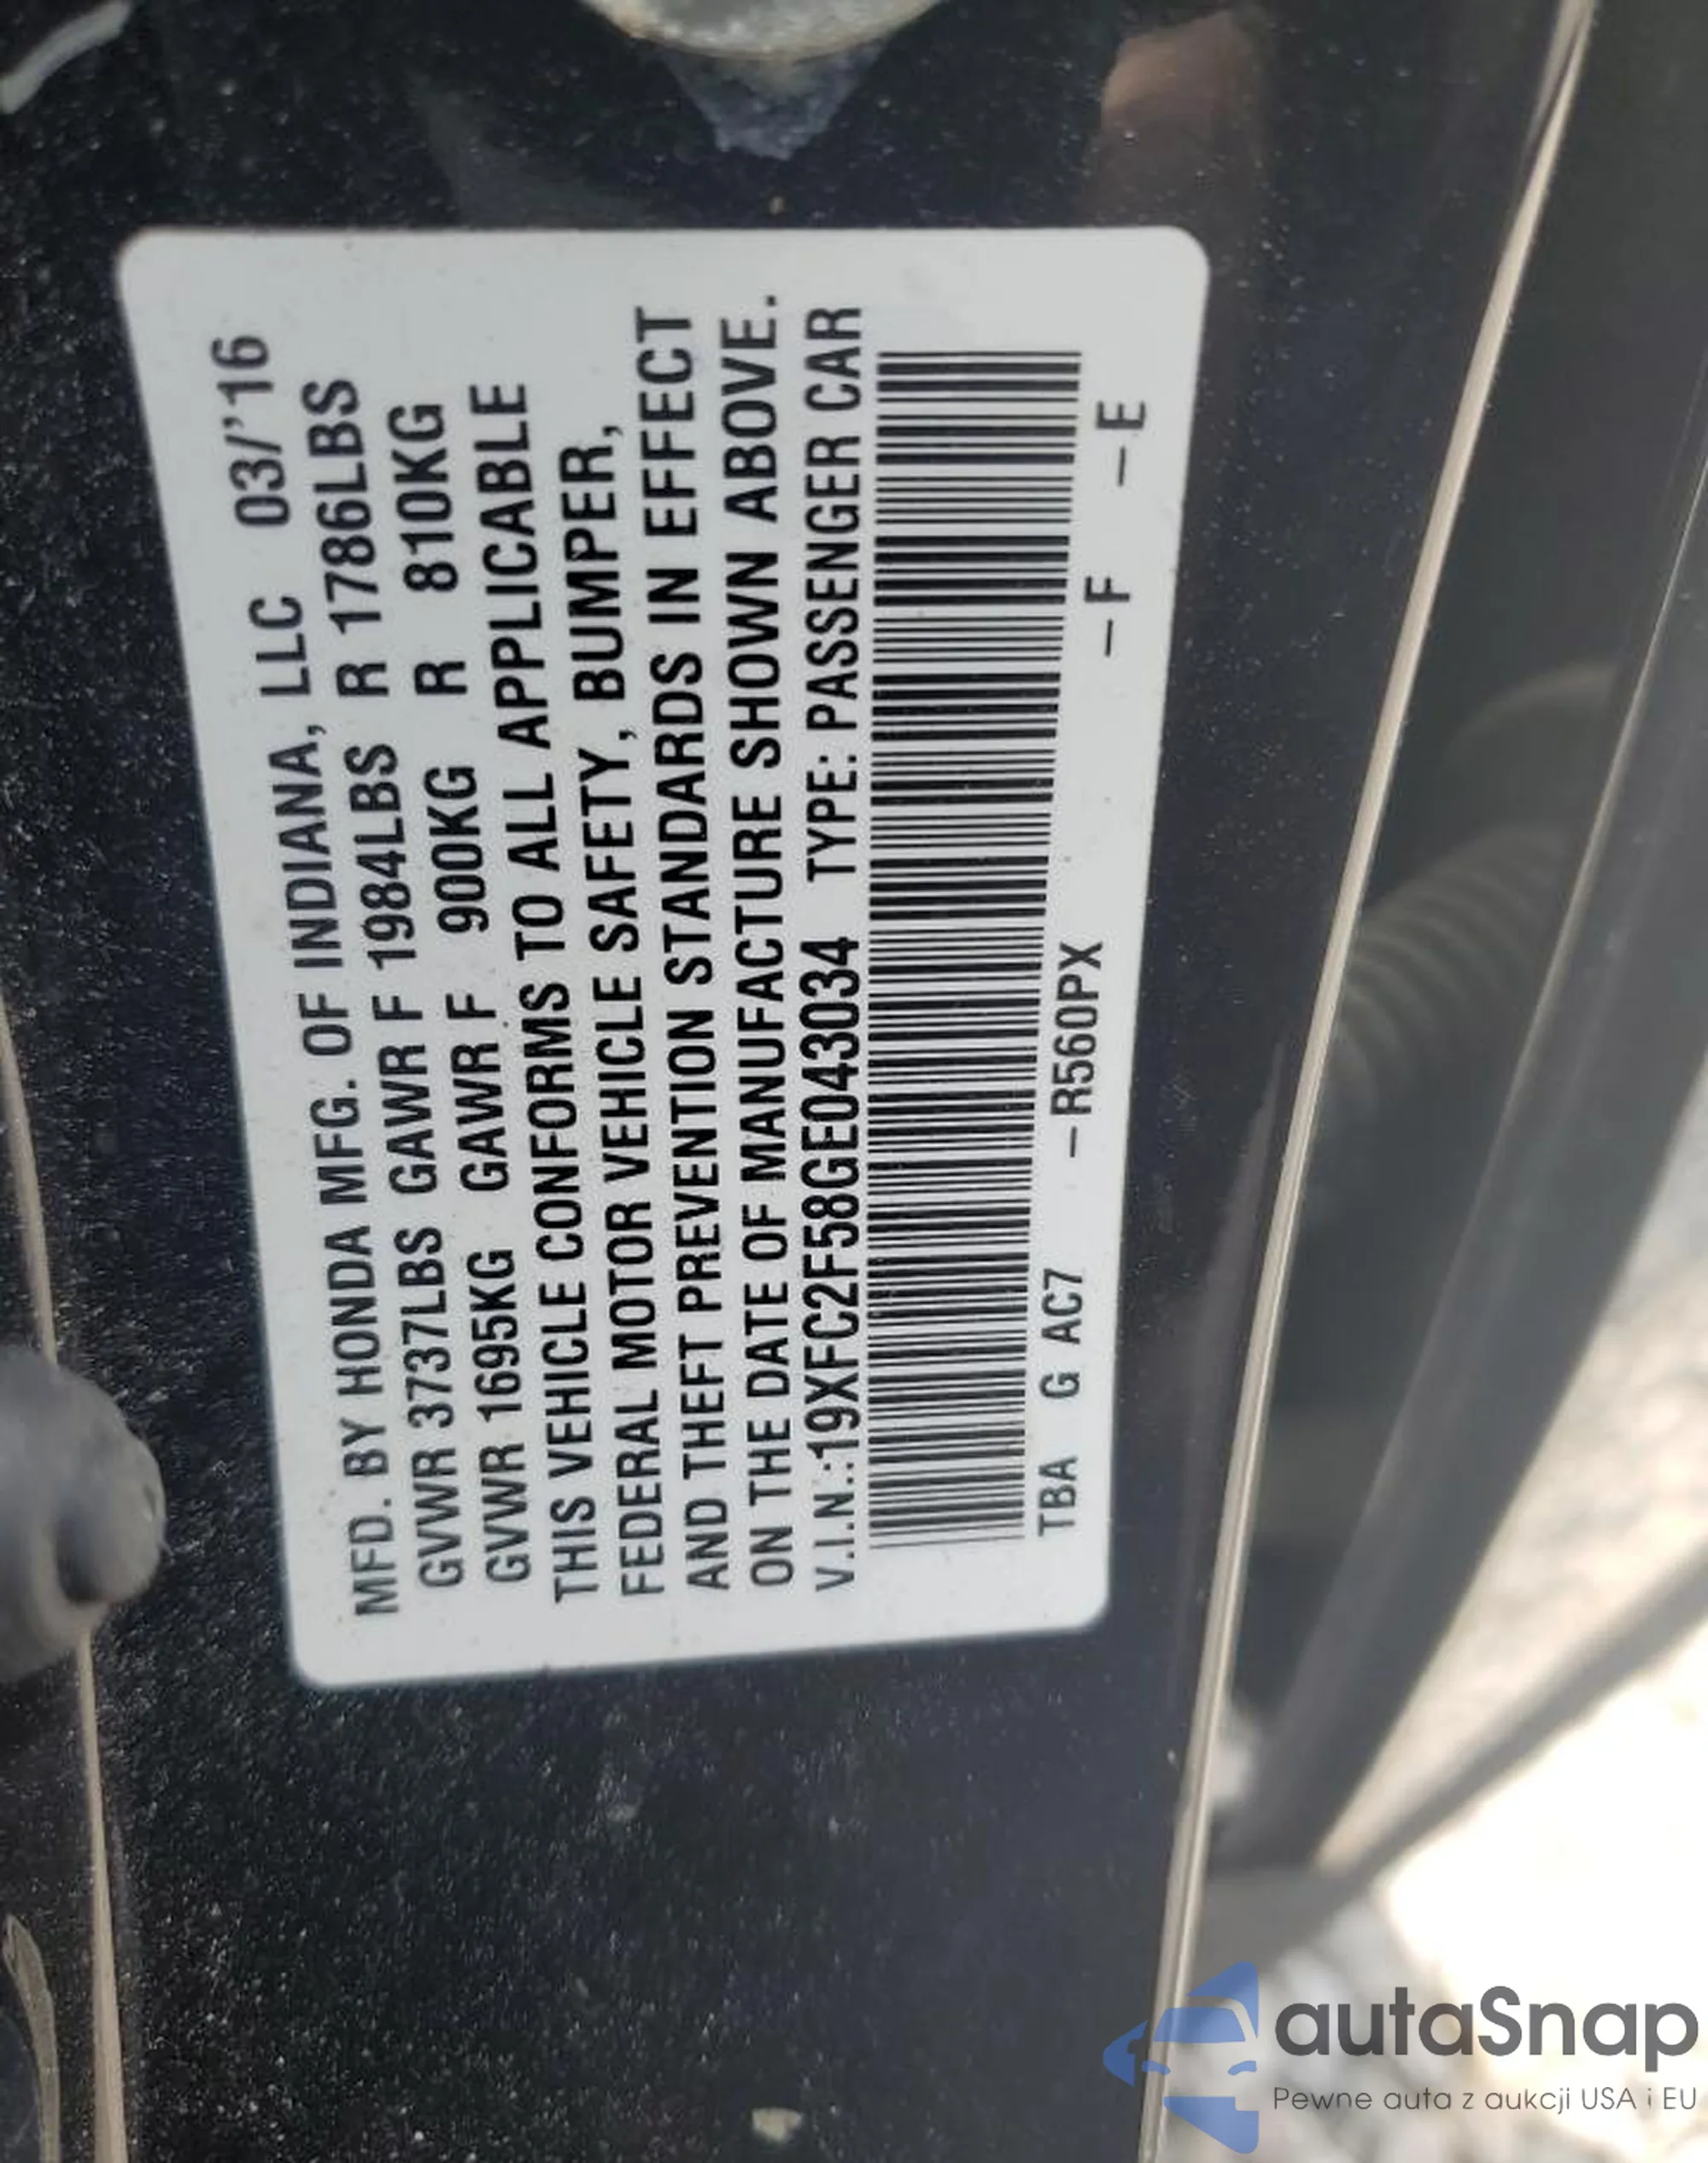 MFD. BY HONDA MFG. OF INDIANA, LLC 03/'16
GVWR 3737LBS GAWR F 1984LBS R 1786LBS
GVWR 1695KG GAWR F 900KG R 810KG
THIS VEHICLE CONFORMS TO ALL APPLICABLE
FEDERAL MOTOR VEHICLE SAFETY, BUMPER,
AND THEFT PREVENTION STANDARDS IN EFFECT
ON THE DATE OF MANUFACTURE SHOWN ABOVE.
V.I.N.:19XFC2F58GE043034 TYPE: PASSENGER CAR
TBA G AC7 –R560PX –F –E
autaSnap
Pewne auta z aukcji USA i EU